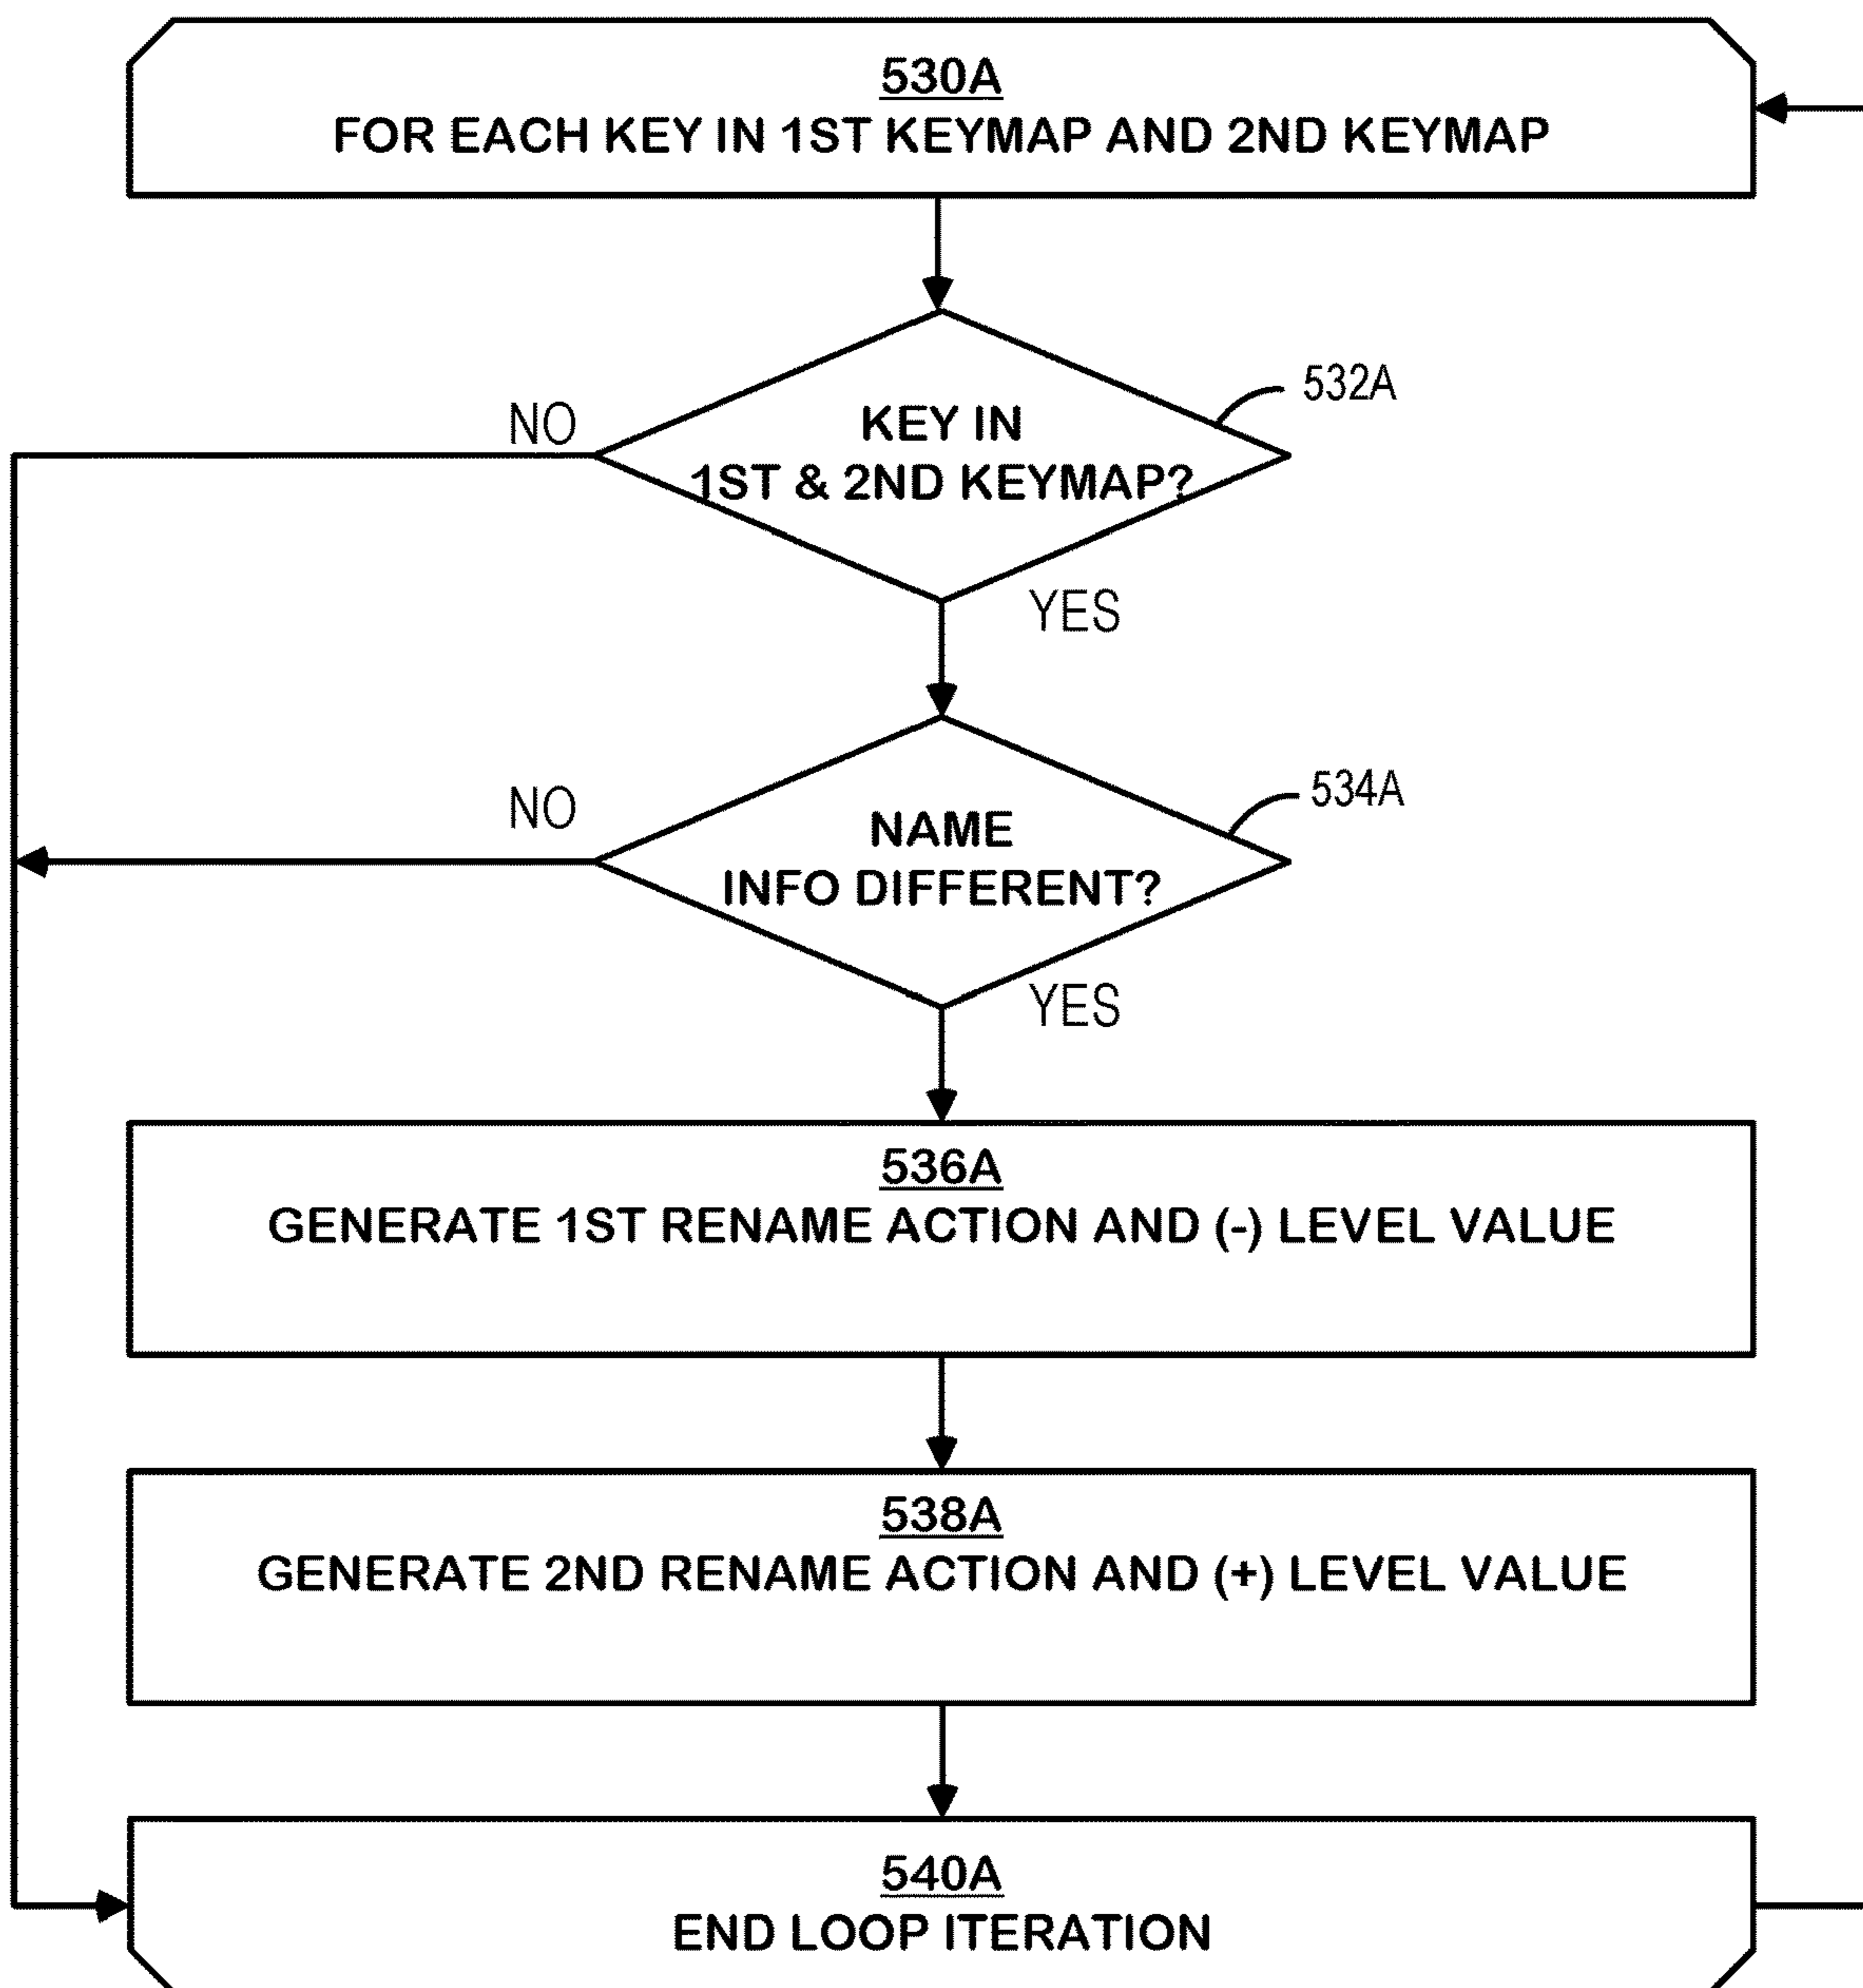 530A
FOR EACH KEY IN 1ST KEYMAP AND 2ND KEYMAP
532A
NO
KEY IN
1ST & 2ND KEYMAP?
YES
534A
NO
NAME
INFO DIFFERENT?
YES
536A
GENERATE 1ST RENAME ACTION AND (-) LEVEL VALUE
538A
GENERATE 2ND RENAME ACTION AND (+) LEVEL VALUE
540A
END LOOP ITERATION